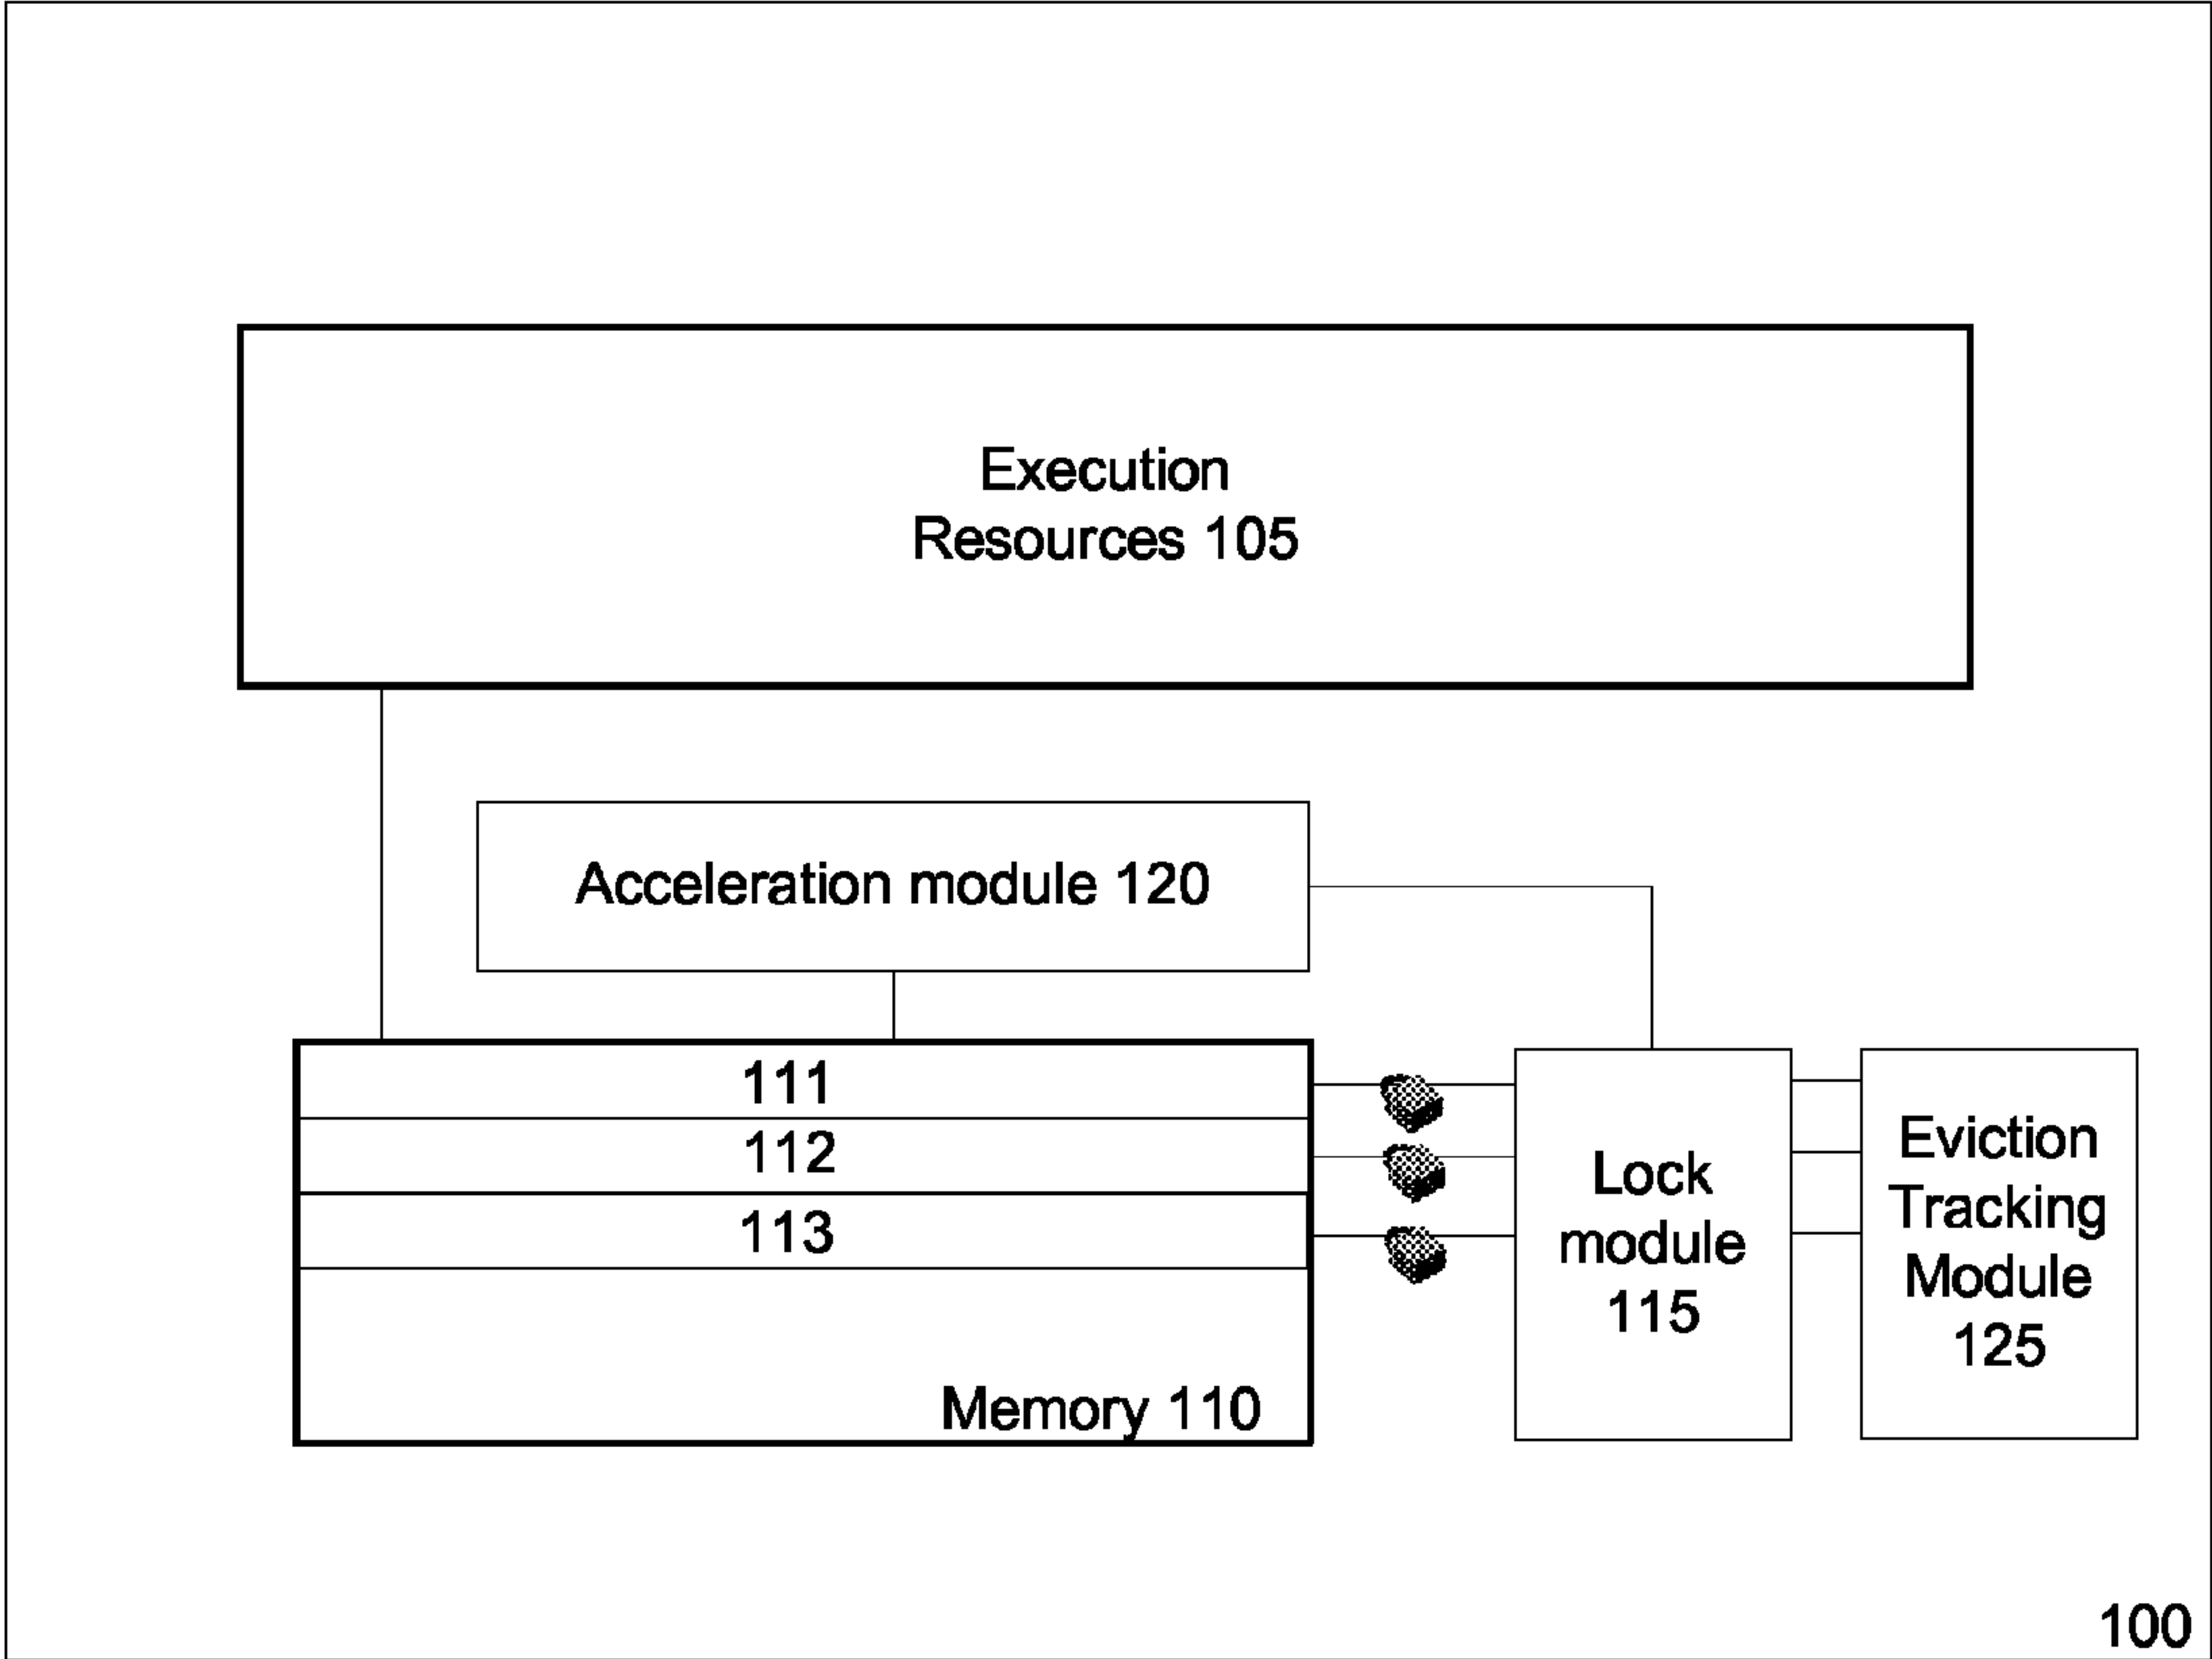 Execution
Resources 105
Acceleration module 120
111
112
113
Memory 110
Lock
module
115
Eviction
Tracking
Module
125
100